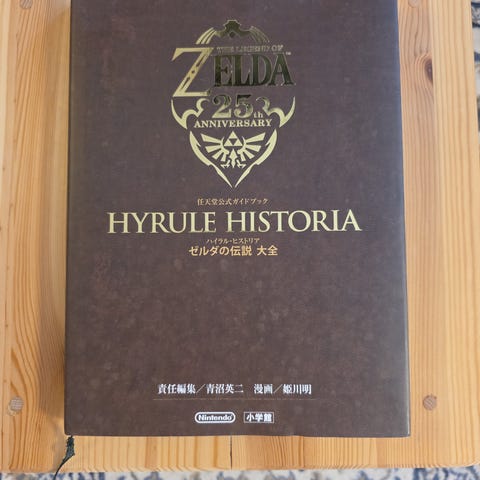 THE LEGEND OF
ZELDA™
25th
ANNIVERSARY
任天堂公式ガイドブック
HYRULE HISTORIA
ハイラル・ヒストリア
ゼルダの伝説 大全
責任編集／青沼英二 漫画／姫川明
Nintendo 小学館